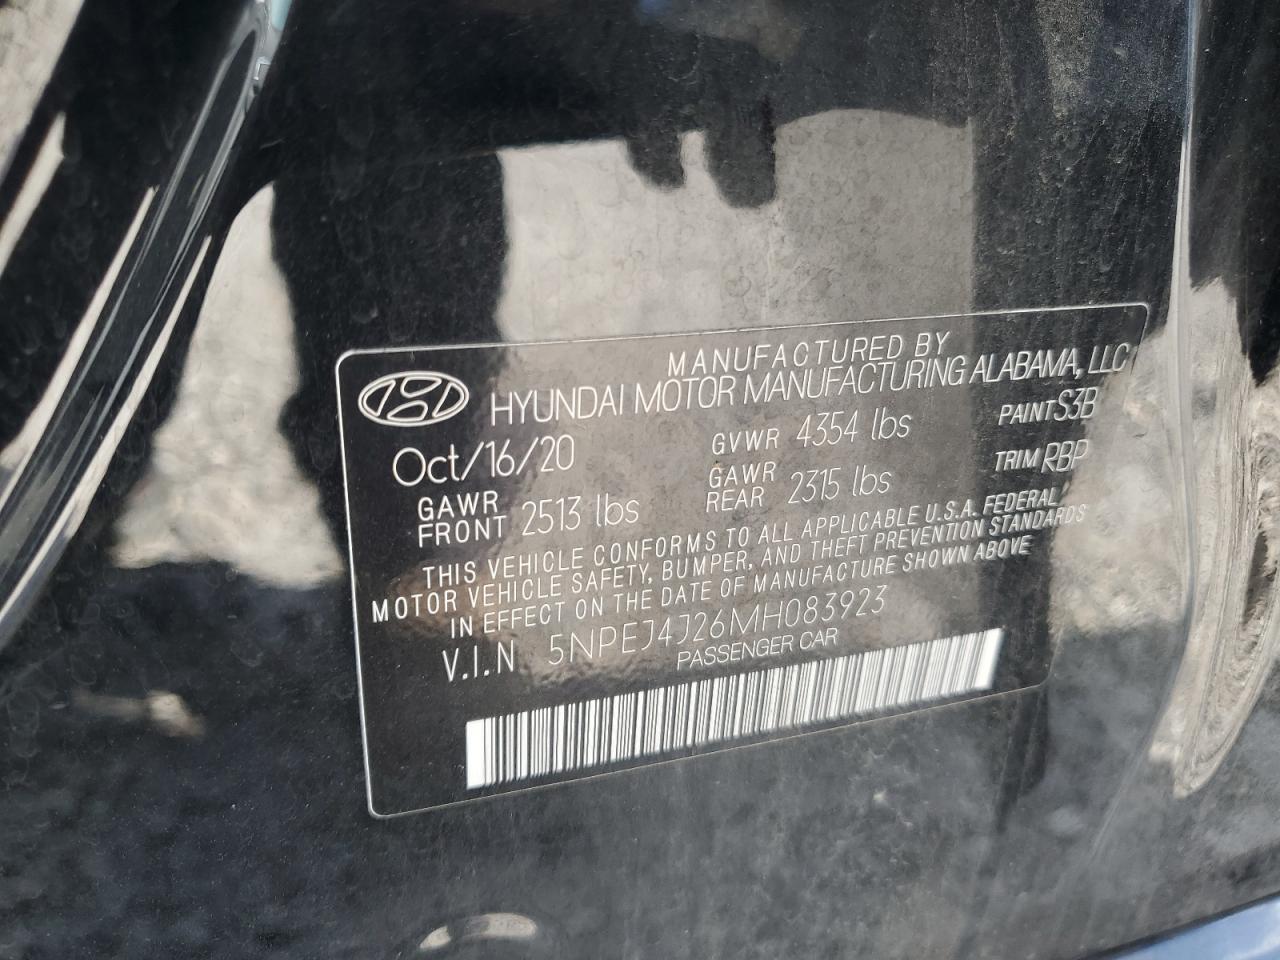 MANUFACTURED BY
HYUNDAI MOTOR MANUFACTURING ALABAMA, LLC
Oct/16/20 GVWR 4354 lbs PAINT S3B
GAWR FRONT 2513 lbs GAWR REAR 2315 lbs TRIM RBP
THIS VEHICLE CONFORMS TO ALL APPLICABLE U.S.A. FEDERAL
MOTOR VEHICLE SAFETY, BUMPER, AND THEFT PREVENTION STANDARDS
IN EFFECT ON THE DATE OF MANUFACTURE SHOWN ABOVE
V.I.N 5NPEJ4J26MH083923
PASSENGER CAR